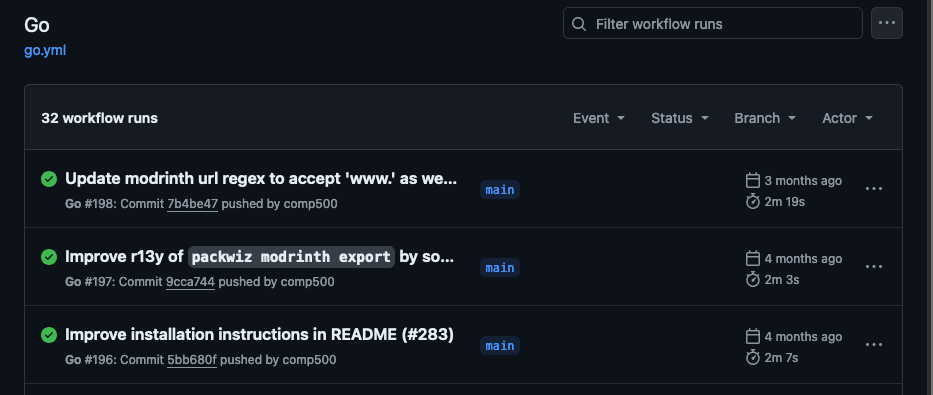 Go
go.yml
Filter workflow runs
32 workflow runs
Event Status Branch Actor
Update modrinth url regex to accept 'www.' as we...
main
3 months ago
Go #198: Commit 7b4be47 pushed by comp500
2m 19s
Improve r13y of packwiz modrinth export by so...
main
4 months ago
Go #197: Commit 9cca744 pushed by comp500
2m 3s
Improve installation instructions in README (#283)
main
4 months ago
Go #196: Commit 5bb680f pushed by comp500
2m 7s